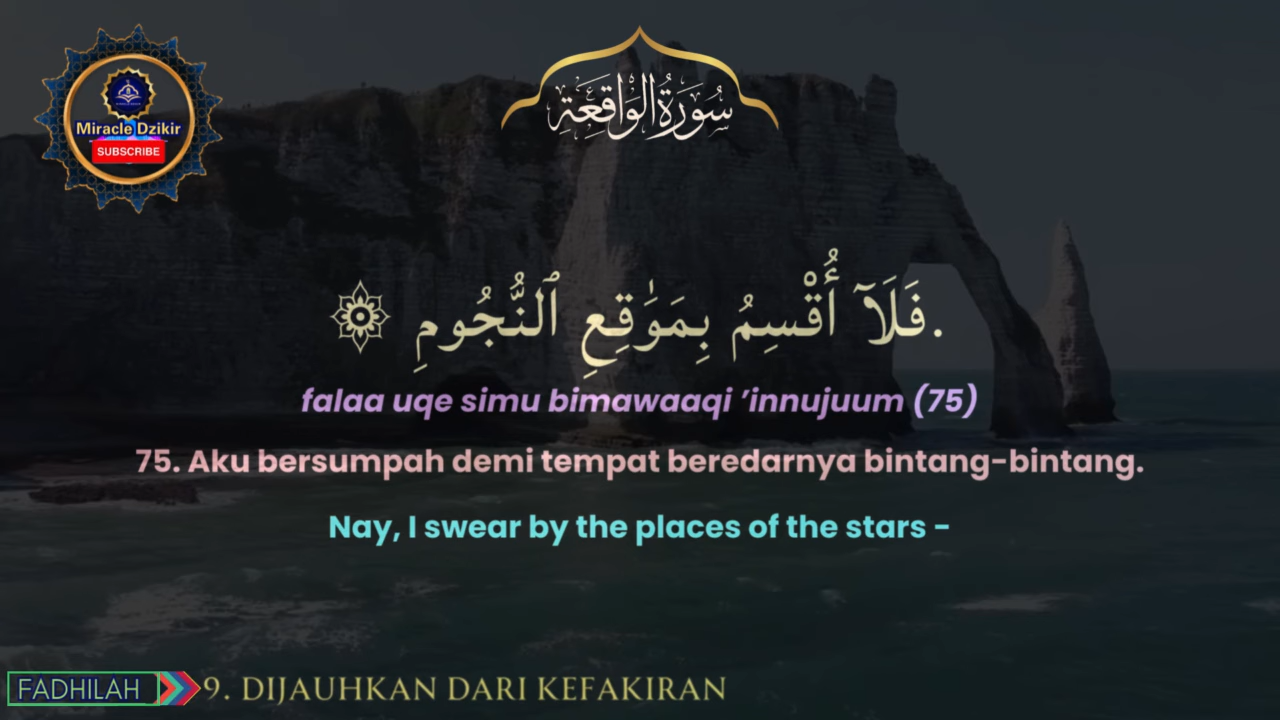 Miracle Dzikir
SUBSCRIBE
سُورَةُ الْوَاقِعَةِ
فَلَآ أُقْسِمُ بِمَوَٰقِعِ ٱلنُّجُومِ.
falaa uqe simu bimawaaqi ’innujuum (75)
75. Aku bersumpah demi tempat beredarnya bintang-bintang.
Nay, I swear by the places of the stars -
FADHILAH 9. DIJAUHKAN DARI KEFAKIRAN